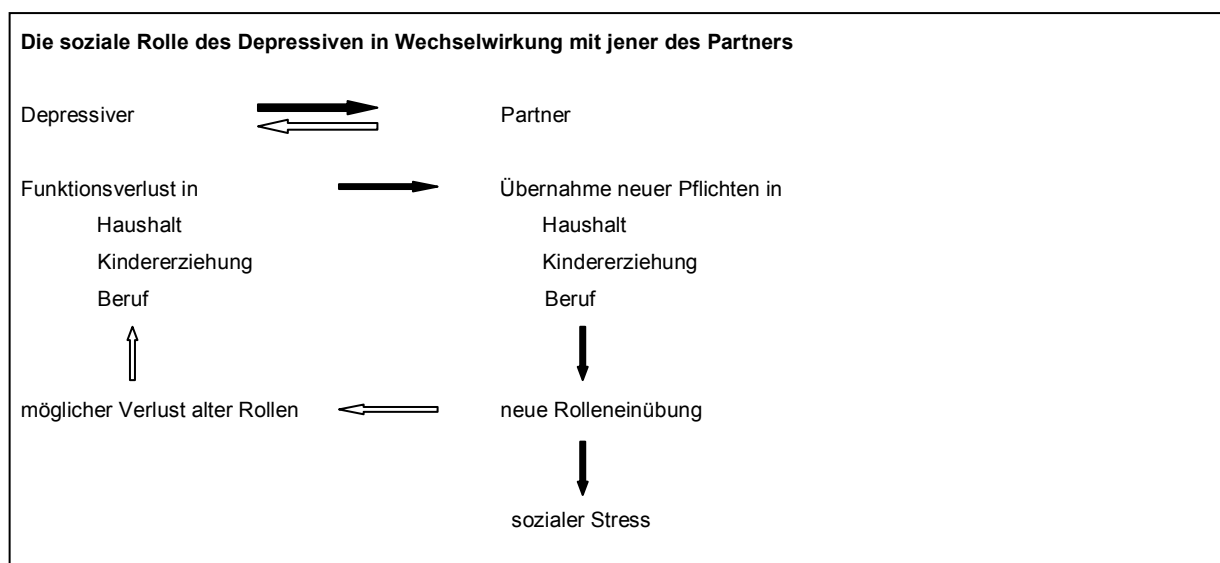 Die soziale Rolle des Depressiven in Wechselwirkung mit jener des Partners
Depressiver Partner
Funktionsverlust in Übernahme neuer Pflichten in
Haushalt Haushalt
Kindererziehung Kindererziehung
Beruf Beruf
möglicher Verlust alter Rollen neue Rolleneinübung
sozialer Stress